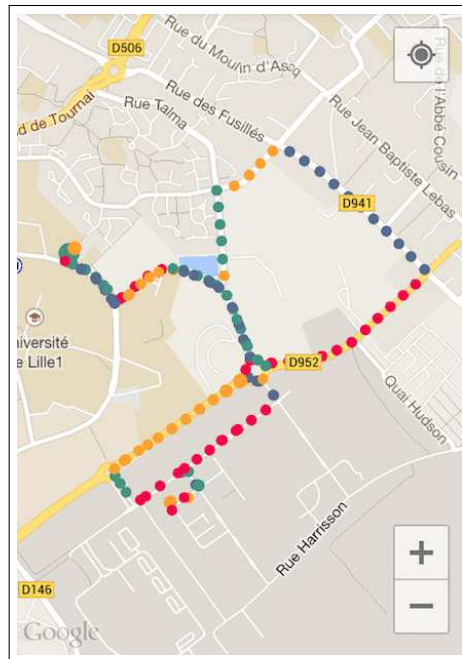 D506
Rue du Moulin d'Ascq
d de Tournai
Rue Talma
Rue des Fusillés
Rue Jean Baptiste Lebas
Rue de l'Abbé Cousin
D941
niversité
e Lille1
D952
Quai Hudson
Rue Harrisson
D146
+
−
Google